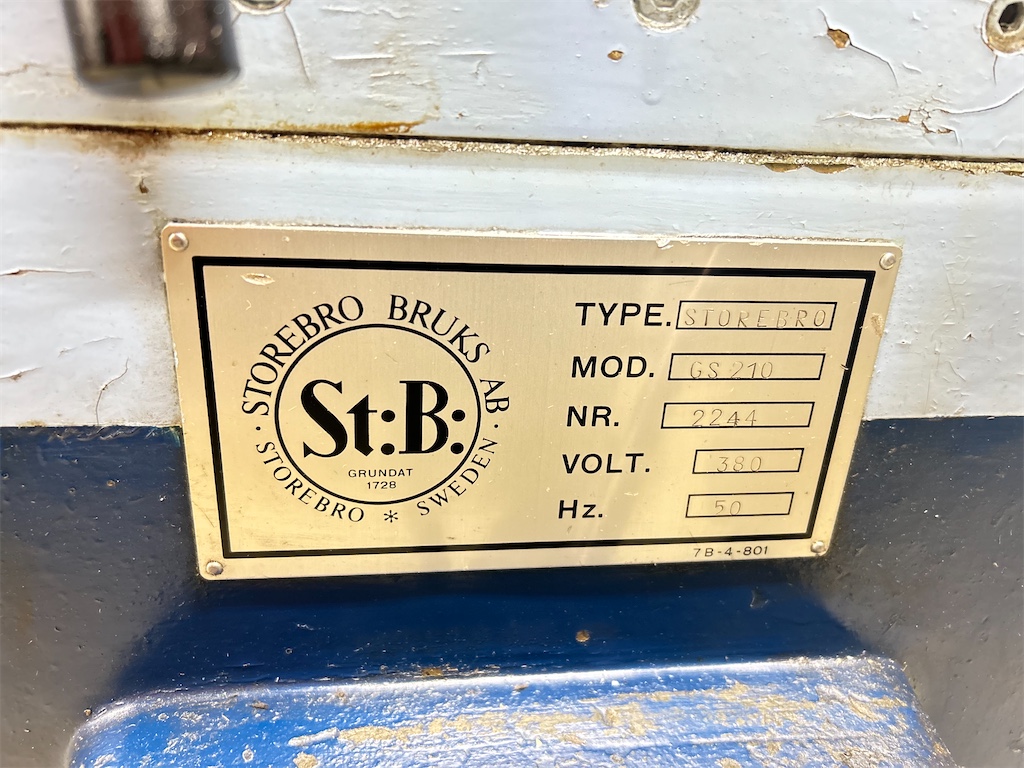 · STOREBRO BRUKS AB ·
St:B:
GRUNDAT
1728
STOREBRO * SWEDEN
TYPE. STOREBRO
MOD. GS 210
NR. 2244
VOLT. 380
Hz. 50
7B-4-801